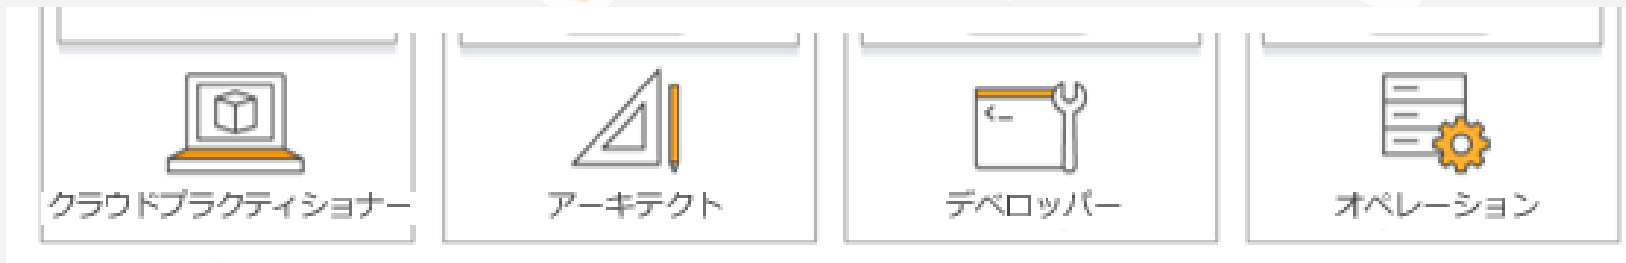 クラウドプラクティショナー
アーキテクト
デベロッパー
オペレーション